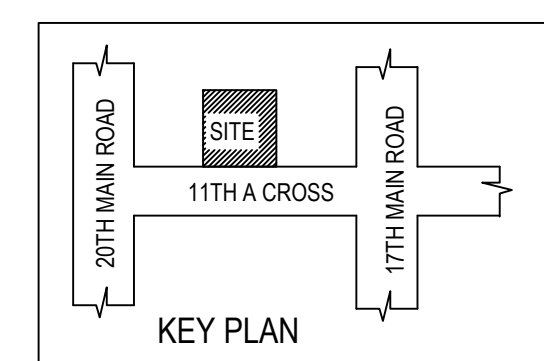 SITE
20TH MAIN ROAD
11TH A CROSS
17TH MAIN ROAD
KEY PLAN